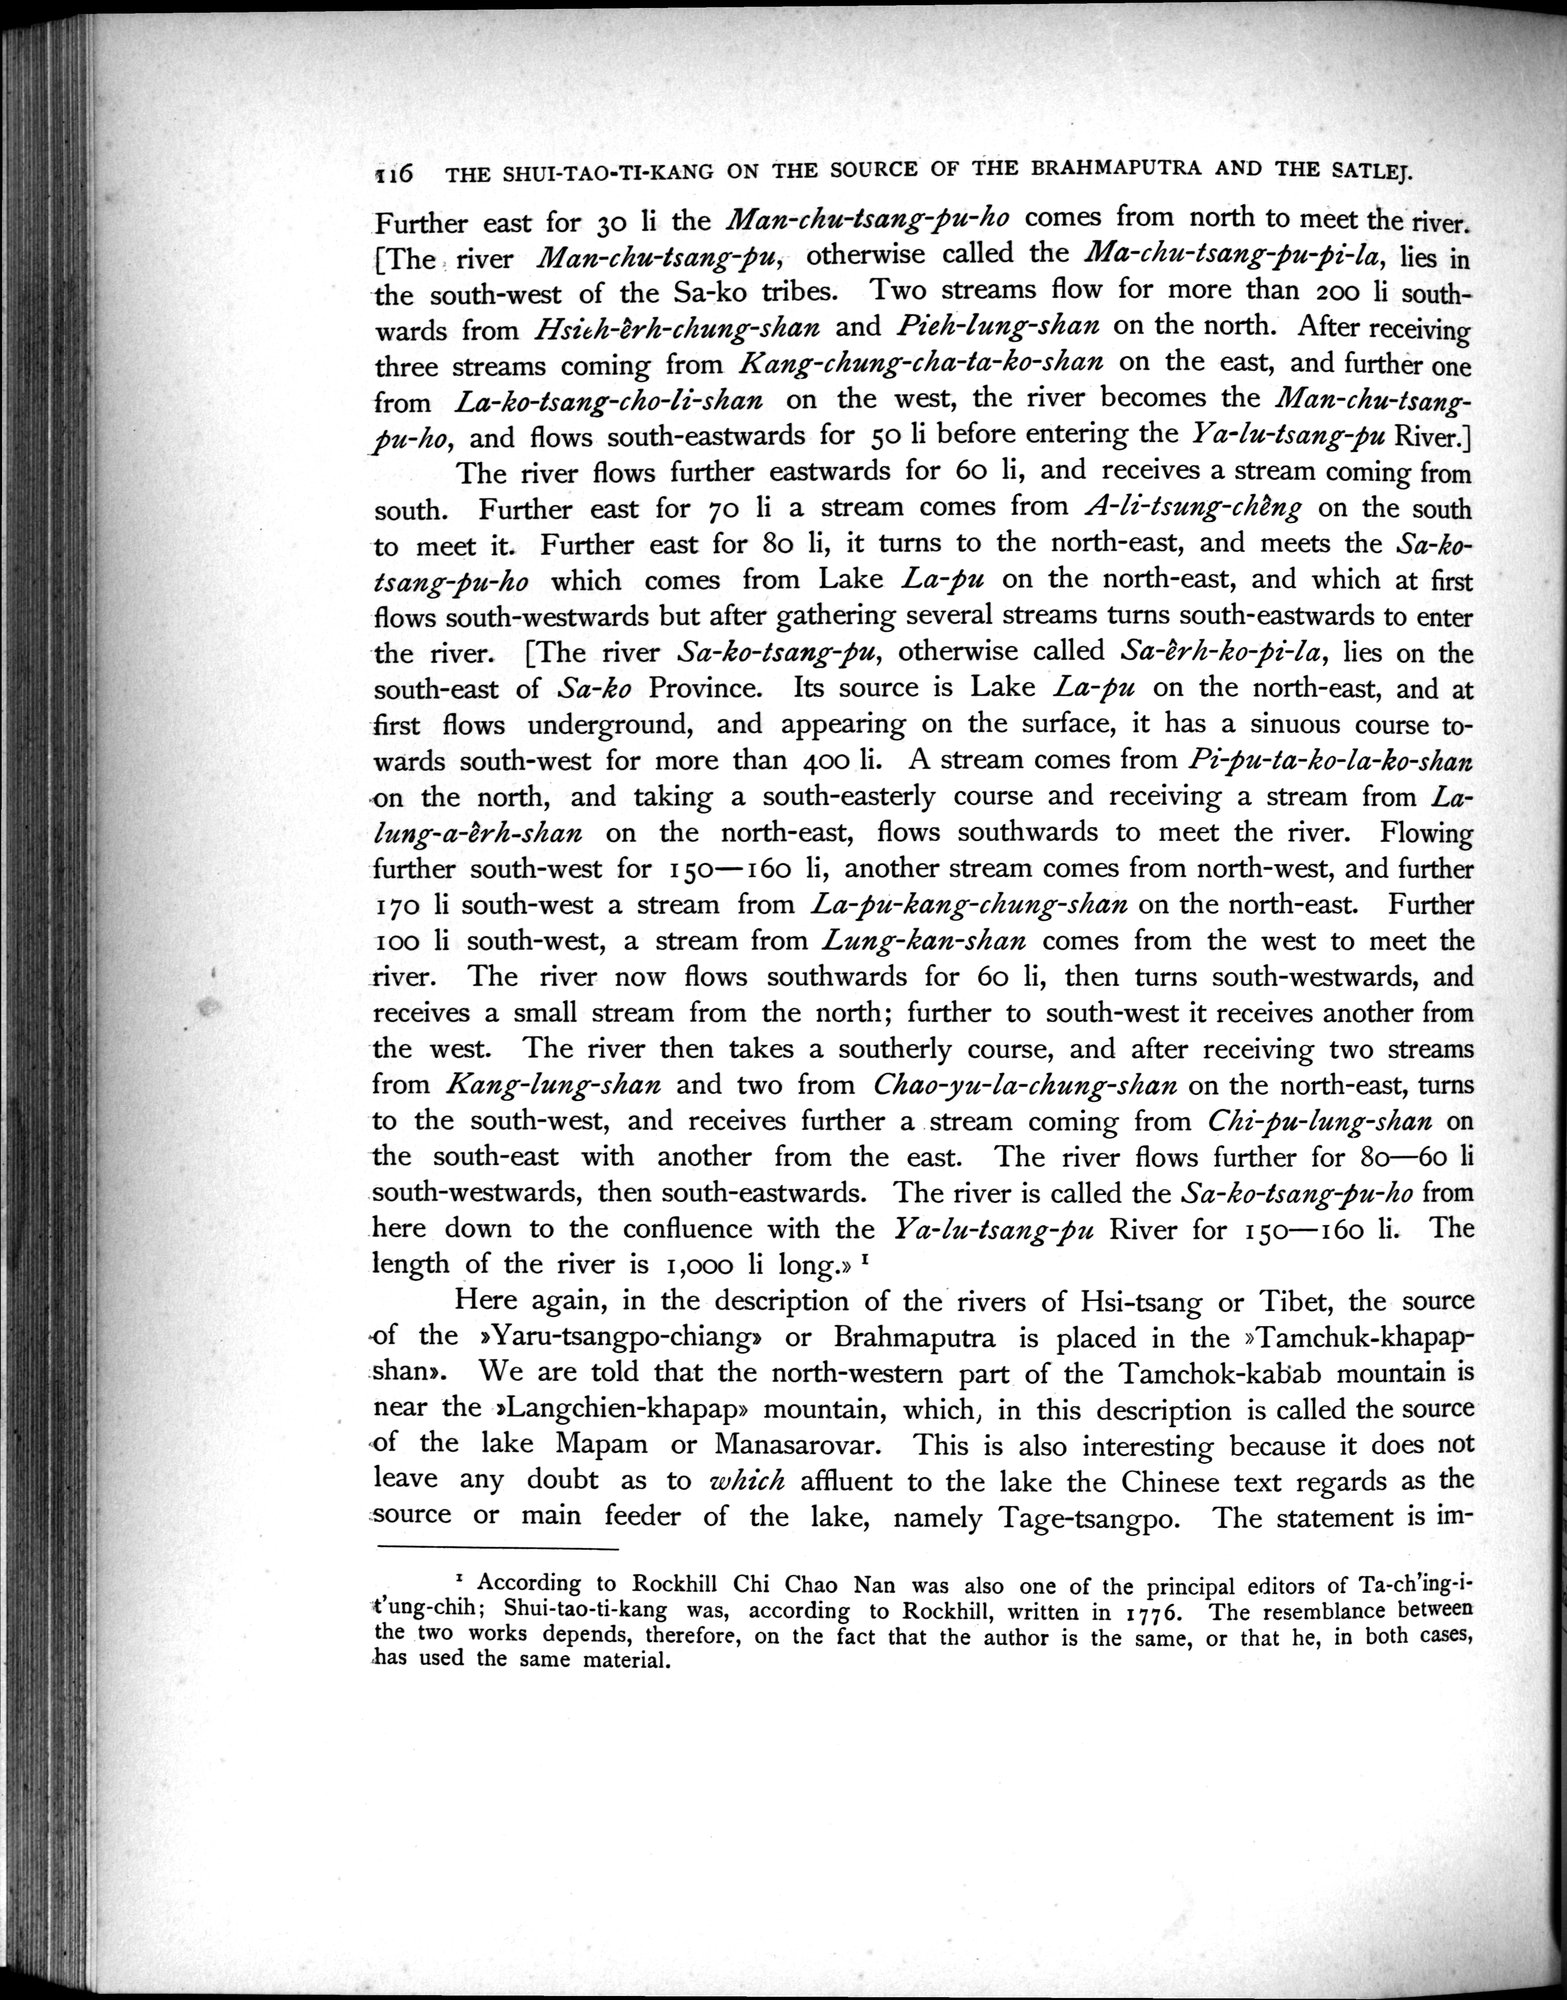 116 THE SHUI-TAO-TI-KANG ON THE SOURCE OF THE BRAHMAPUTRA AND THE SATLEJ.
Further east for 30 li the Man-chu-tsang-pu-ho comes from north to meet the river.
[The river Man-chu-tsang-pu, otherwise called the Ma-chu-tsang-pu-pi-la, lies in
the south-west of the Sa-ko tribes. Two streams flow for more than 200 li south-
wards from Hsieh-êrh-chung-shan and Pieh-lung-shan on the north. After receiving
three streams coming from Kang-chung-cha-ta-ko-shan on the east, and further one
from La-ko-tsang-cho-li-shan on the west, the river becomes the Man-chu-tsang-
pu-ho, and flows south-eastwards for 50 li before entering the Ya-lu-tsang-pu River.]
The river flows further eastwards for 60 li, and receives a stream coming from
south. Further east for 70 li a stream comes from A-li-tsung-chêng on the south
to meet it. Further east for 80 li, it turns to the north-east, and meets the Sa-ko-
tsang-pu-ho which comes from Lake La-pu on the north-east, and which at first
flows south-westwards but after gathering several streams turns south-eastwards to enter
the river. [The river Sa-ko-tsang-pu, otherwise called Sa-êrh-ko-pi-la, lies on the
south-east of Sa-ko Province. Its source is Lake La-pu on the north-east, and at
first flows underground, and appearing on the surface, it has a sinuous course to-
wards south-west for more than 400 li. A stream comes from Pi-pu-ta-ko-la-ko-shan
on the north, and taking a south-easterly course and receiving a stream from La-
lung-a-êrh-shan on the north-east, flows southwards to meet the river. Flowing
further south-west for 150—160 li, another stream comes from north-west, and further
170 li south-west a stream from La-pu-kang-chung-shan on the north-east. Further
100 li south-west, a stream from Lung-kan-shan comes from the west to meet the
river. The river now flows southwards for 60 li, then turns south-westwards, and
receives a small stream from the north; further to south-west it receives another from
the west. The river then takes a southerly course, and after receiving two streams
from Kang-lung-shan and two from Chao-yu-la-chung-shan on the north-east, turns
to the south-west, and receives further a stream coming from Chi-pu-lung-shan on
the south-east with another from the east. The river flows further for 80—60 li
south-westwards, then south-eastwards. The river is called the Sa-ko-tsang-pu-ho from
here down to the confluence with the Ya-lu-tsang-pu River for 150—160 li. The
length of the river is 1,000 li long.» ¹
Here again, in the description of the rivers of Hsi-tsang or Tibet, the source
of the »Yaru-tsangpo-chiang» or Brahmaputra is placed in the »Tamchuk-khapap-
shan». We are told that the north-western part of the Tamchok-kabab mountain is
near the »Langchien-khapap» mountain, which, in this description is called the source
of the lake Mapam or Manasarovar. This is also interesting because it does not
leave any doubt as to which affluent to the lake the Chinese text regards as the
source or main feeder of the lake, namely Tage-tsangpo. The statement is im-
¹ According to Rockhill Chi Chao Nan was also one of the principal editors of Ta-ch'ing-i-
t'ung-chih; Shui-tao-ti-kang was, according to Rockhill, written in 1776. The resemblance between
the two works depends, therefore, on the fact that the author is the same, or that he, in both cases,
has used the same material.